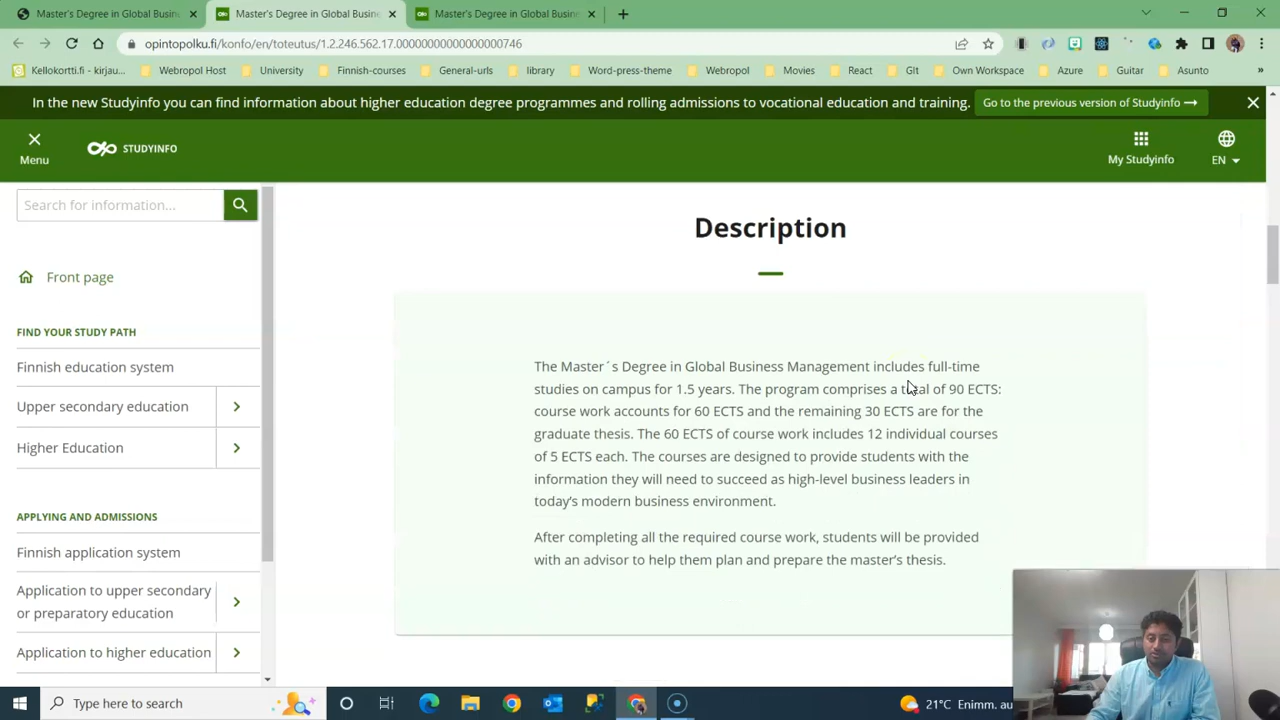 Master's Degree in Global Busine
Master's Degree in Global Busine
Master's Degree in Global Busine
opintopolku.fi/konfo/en/toteutus/1.2.246.562.17.00000000000000000746
Kellokortti.fi - kirjau...
Webropol Host
University
Finnish-courses
General-urls
library
Word-press-theme
Webropol
Movies
React
GIt
Own Workspace
Azure
Guitar
Asunto
»
In the new Studyinfo you can find information about higher education degree programmes and rolling admissions to vocational education and training.
Go to the previous version of Studyinfo
Menu
STUDYINFO
My Studyinfo
EN
Search for information...
Front page
FIND YOUR STUDY PATH
Finnish education system
Upper secondary education
Higher Education
APPLYING AND ADMISSIONS
Finnish application system
Application to upper secondary
or preparatory education
Application to higher education
Description
The Master´s Degree in Global Business Management includes full-time
studies on campus for 1.5 years. The program comprises a total of 90 ECTS:
course work accounts for 60 ECTS and the remaining 30 ECTS are for the
graduate thesis. The 60 ECTS of course work includes 12 individual courses
of 5 ECTS each. The courses are designed to provide students with the
information they will need to succeed as high-level business leaders in
today's modern business environment.
After completing all the required course work, students will be provided
with an advisor to help them plan and prepare the master's thesis.
Type here to search
21°C Enimm. au